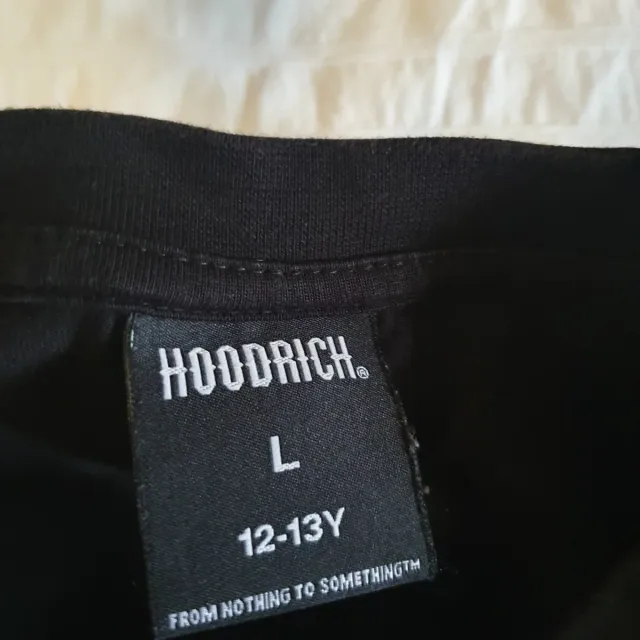 HOODRICH®
L
12-13Y
FROM NOTHING TO SOMETHING™